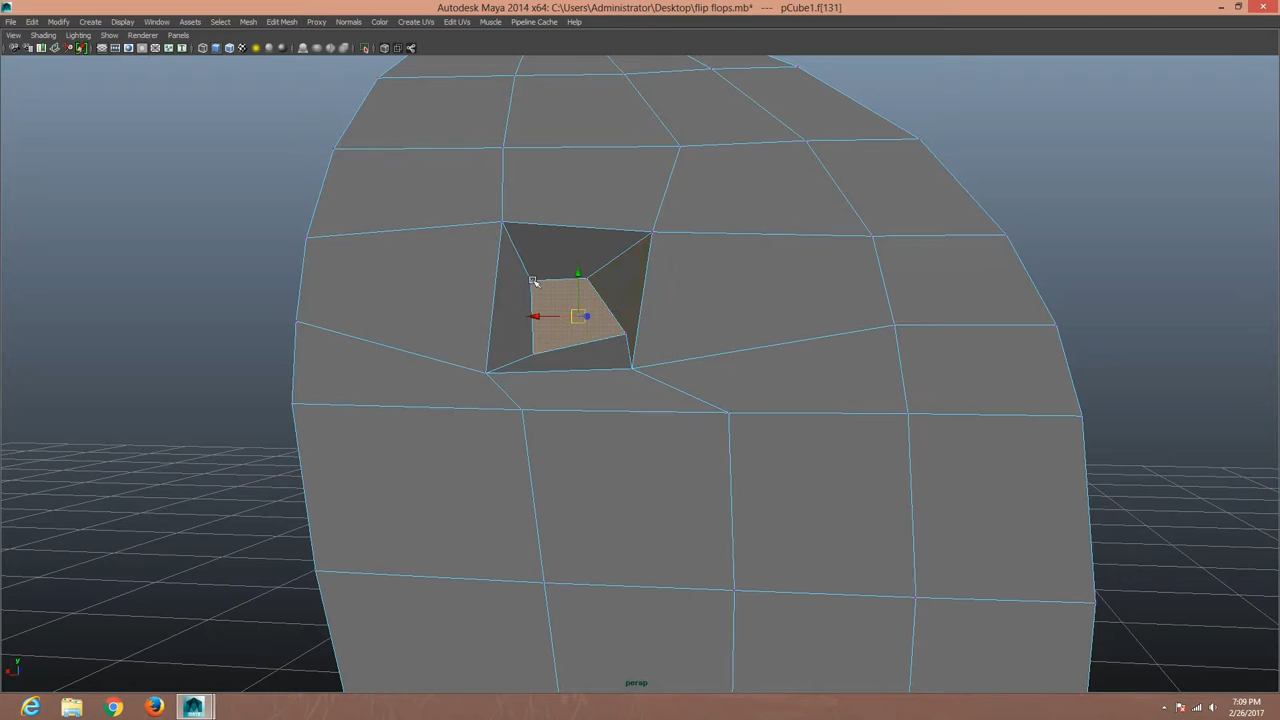 Autodesk Maya 2014 x64: C:\Users\Administrator\Desktop\flip flops.mb* --- pCube1.f[131]
File Edit Modify Create Display Window Assets Select Mesh Edit Mesh Proxy Normals Color Create UVs Edit UVs Muscle Pipeline Cache Help
View Shading Lighting Show Renderer Panels
persp
y
x
7:09 PM
2/26/2017